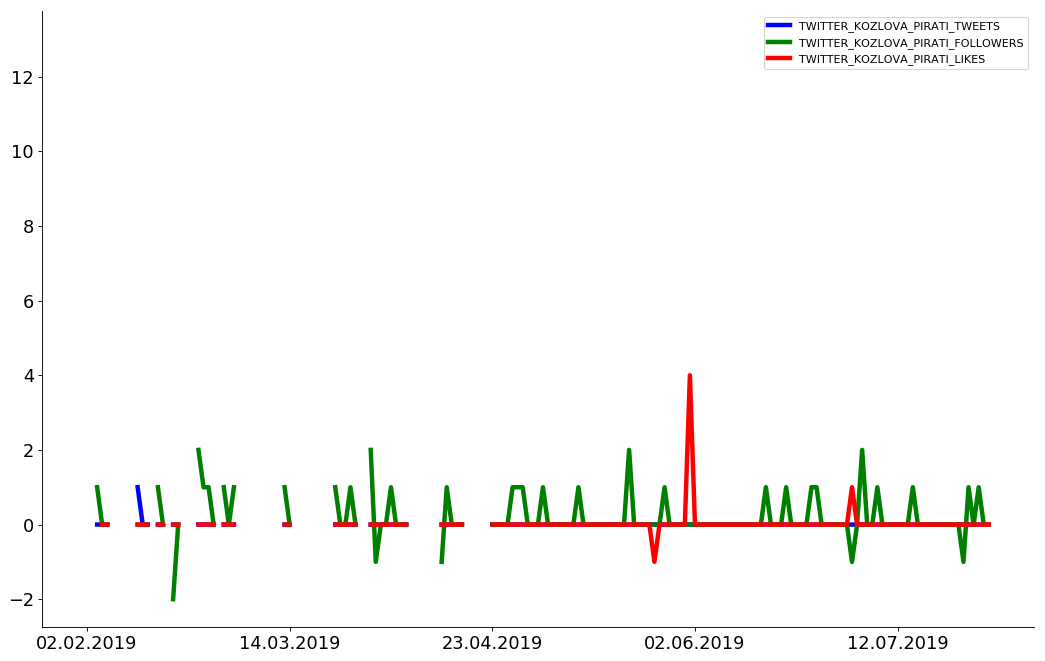 TWITTER_KOZLOVA_PIRATI_TWEETS
TWITTER_KOZLOVA_PIRATI_FOLLOWERS
TWITTER_KOZLOVA_PIRATI_LIKES
12
10
8
6
4
2
0
−2
02.02.2019 14.03.2019 23.04.2019 02.06.2019 12.07.2019